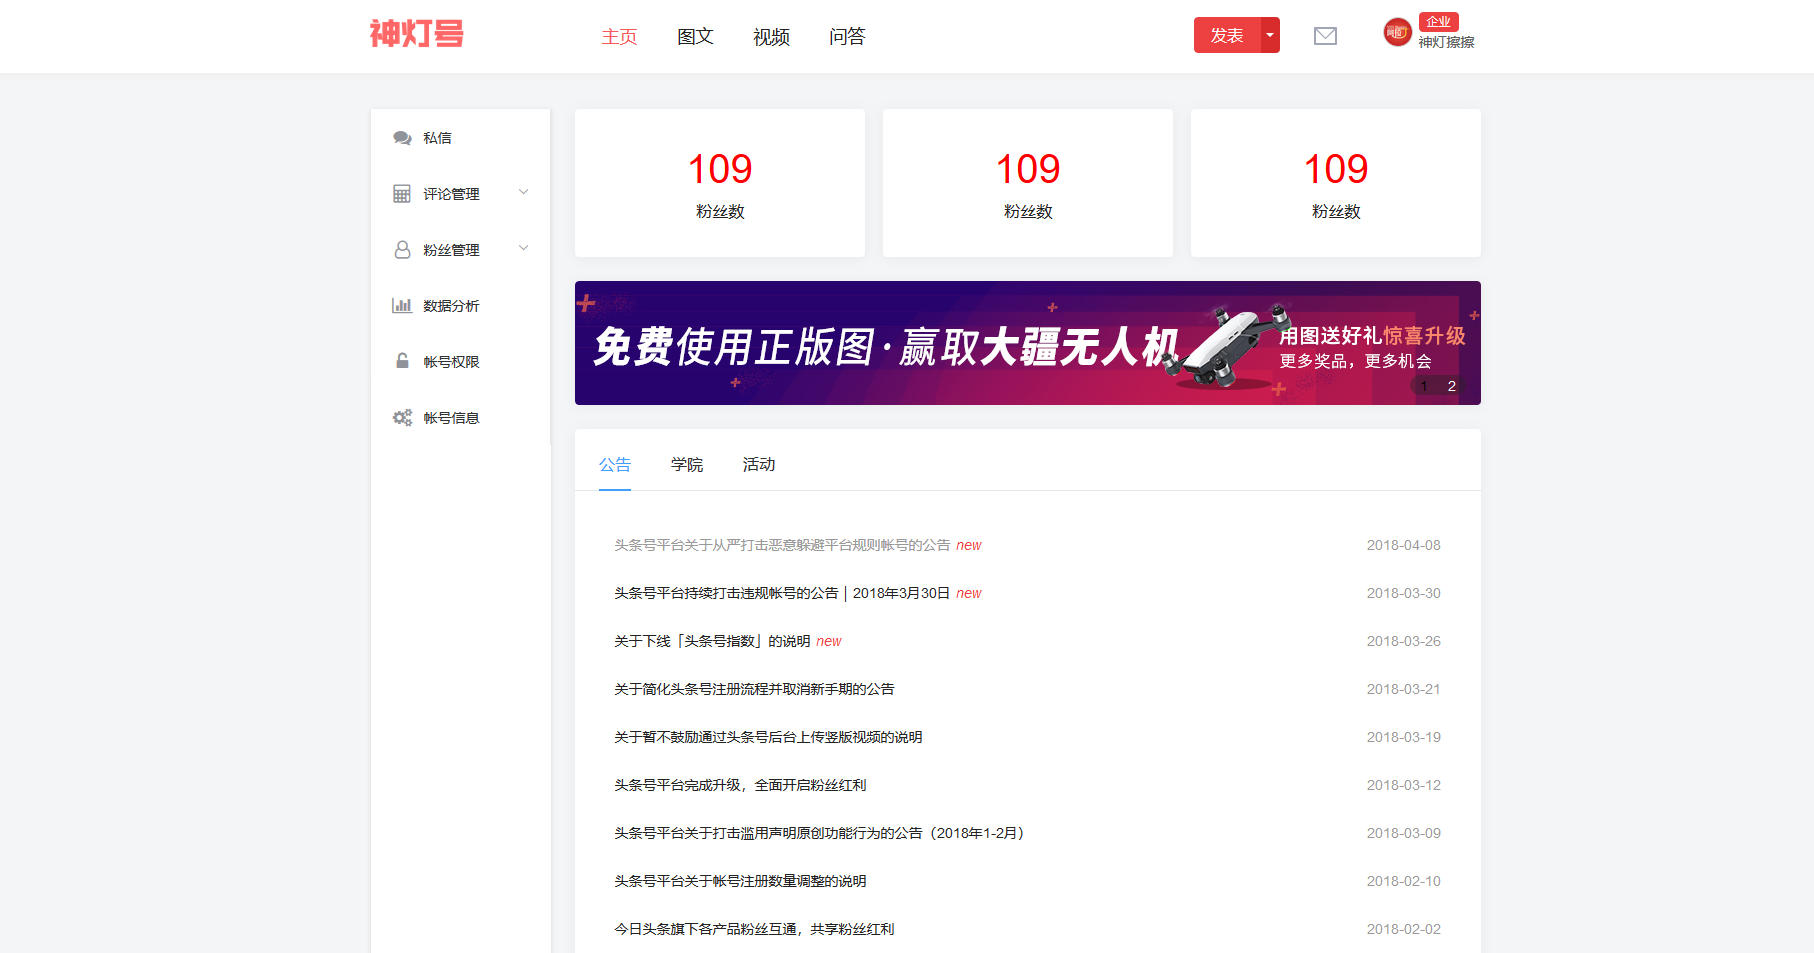 神灯号
主页 图文 视频 问答
发表
企业
神灯擦擦
私信
评论管理
粉丝管理
数据分析
帐号权限
帐号信息
109 109 109
粉丝数 粉丝数 粉丝数
免费使用正版图·赢取大疆无人机
用图送好礼惊喜升级
更多奖品，更多机会
1 2
公告 学院 活动
头条号平台关于从严打击恶意躲避平台规则帐号的公告 new 2018-04-08
头条号平台持续打击违规帐号的公告｜2018年3月30日 new 2018-03-30
关于下线「头条号指数」的说明 new 2018-03-26
关于简化头条号注册流程并取消新手期的公告 2018-03-21
关于暂不鼓励通过头条号后台上传竖版视频的说明 2018-03-19
头条号平台完成升级，全面开启粉丝红利 2018-03-12
头条号平台关于打击滥用声明原创功能行为的公告（2018年1-2月） 2018-03-09
头条号平台关于帐号注册数量调整的说明 2018-02-10
今日头条旗下各产品粉丝互通，共享粉丝红利 2018-02-02